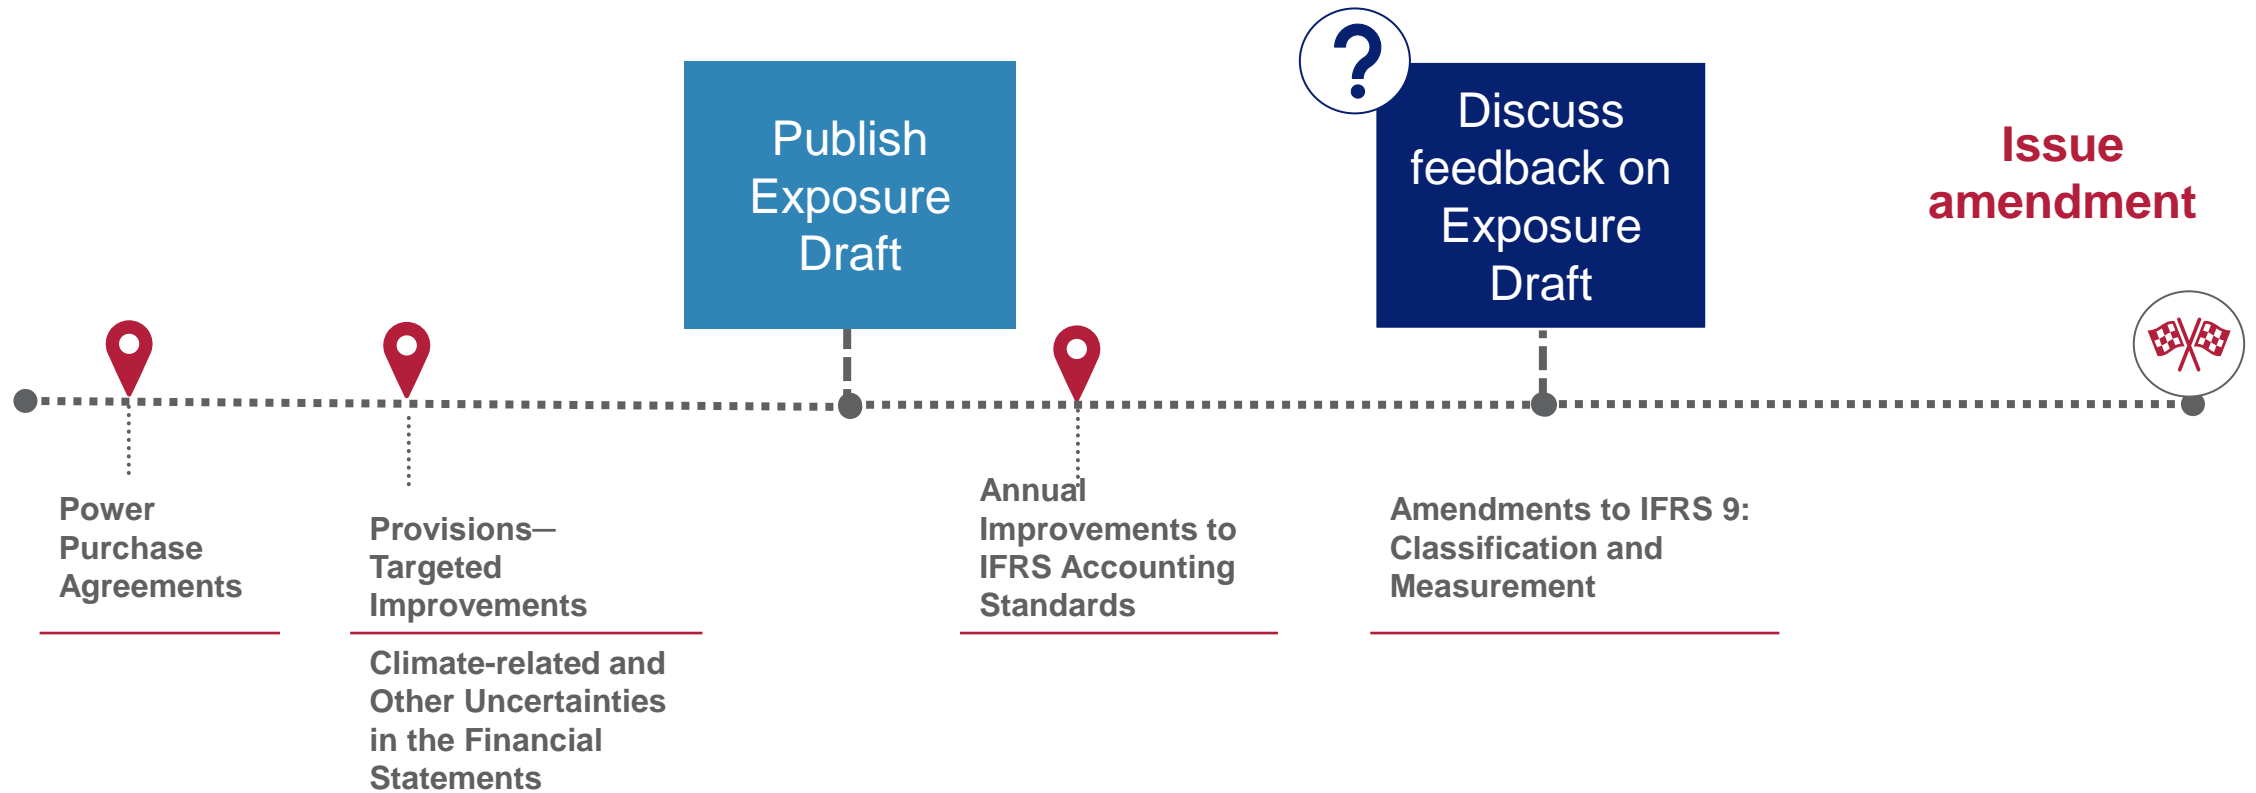 Publish
Exposure
Draft
?
Discuss
feedback on
Exposure
Draft
Issue
amendment
Power
Purchase
Agreements
Provisions—
Targeted
Improvements
Climate-related and
Other Uncertainties
in the Financial
Statements
Annual
Improvements to
IFRS Accounting
Standards
Amendments to IFRS 9:
Classification and
Measurement